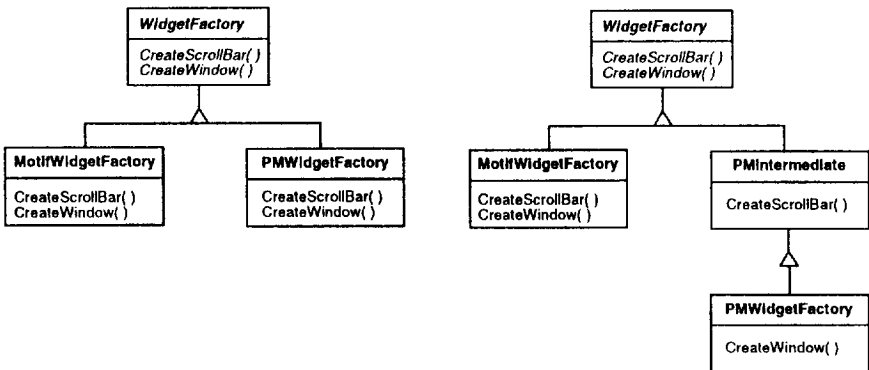 WidgetFactory
CreateScrollBar( )
CreateWindow( )
MotifWidgetFactory
CreateScrollBar( )
CreateWindow( )
PMWidgetFactory
CreateScrollBar( )
CreateWindow( )
WidgetFactory
CreateScrollBar( )
CreateWindow( )
MotifWidgetFactory
CreateScrollBar( )
CreateWindow( )
PMIntermediate
CreateScrollBar( )
PMWidgetFactory
CreateWindow( )